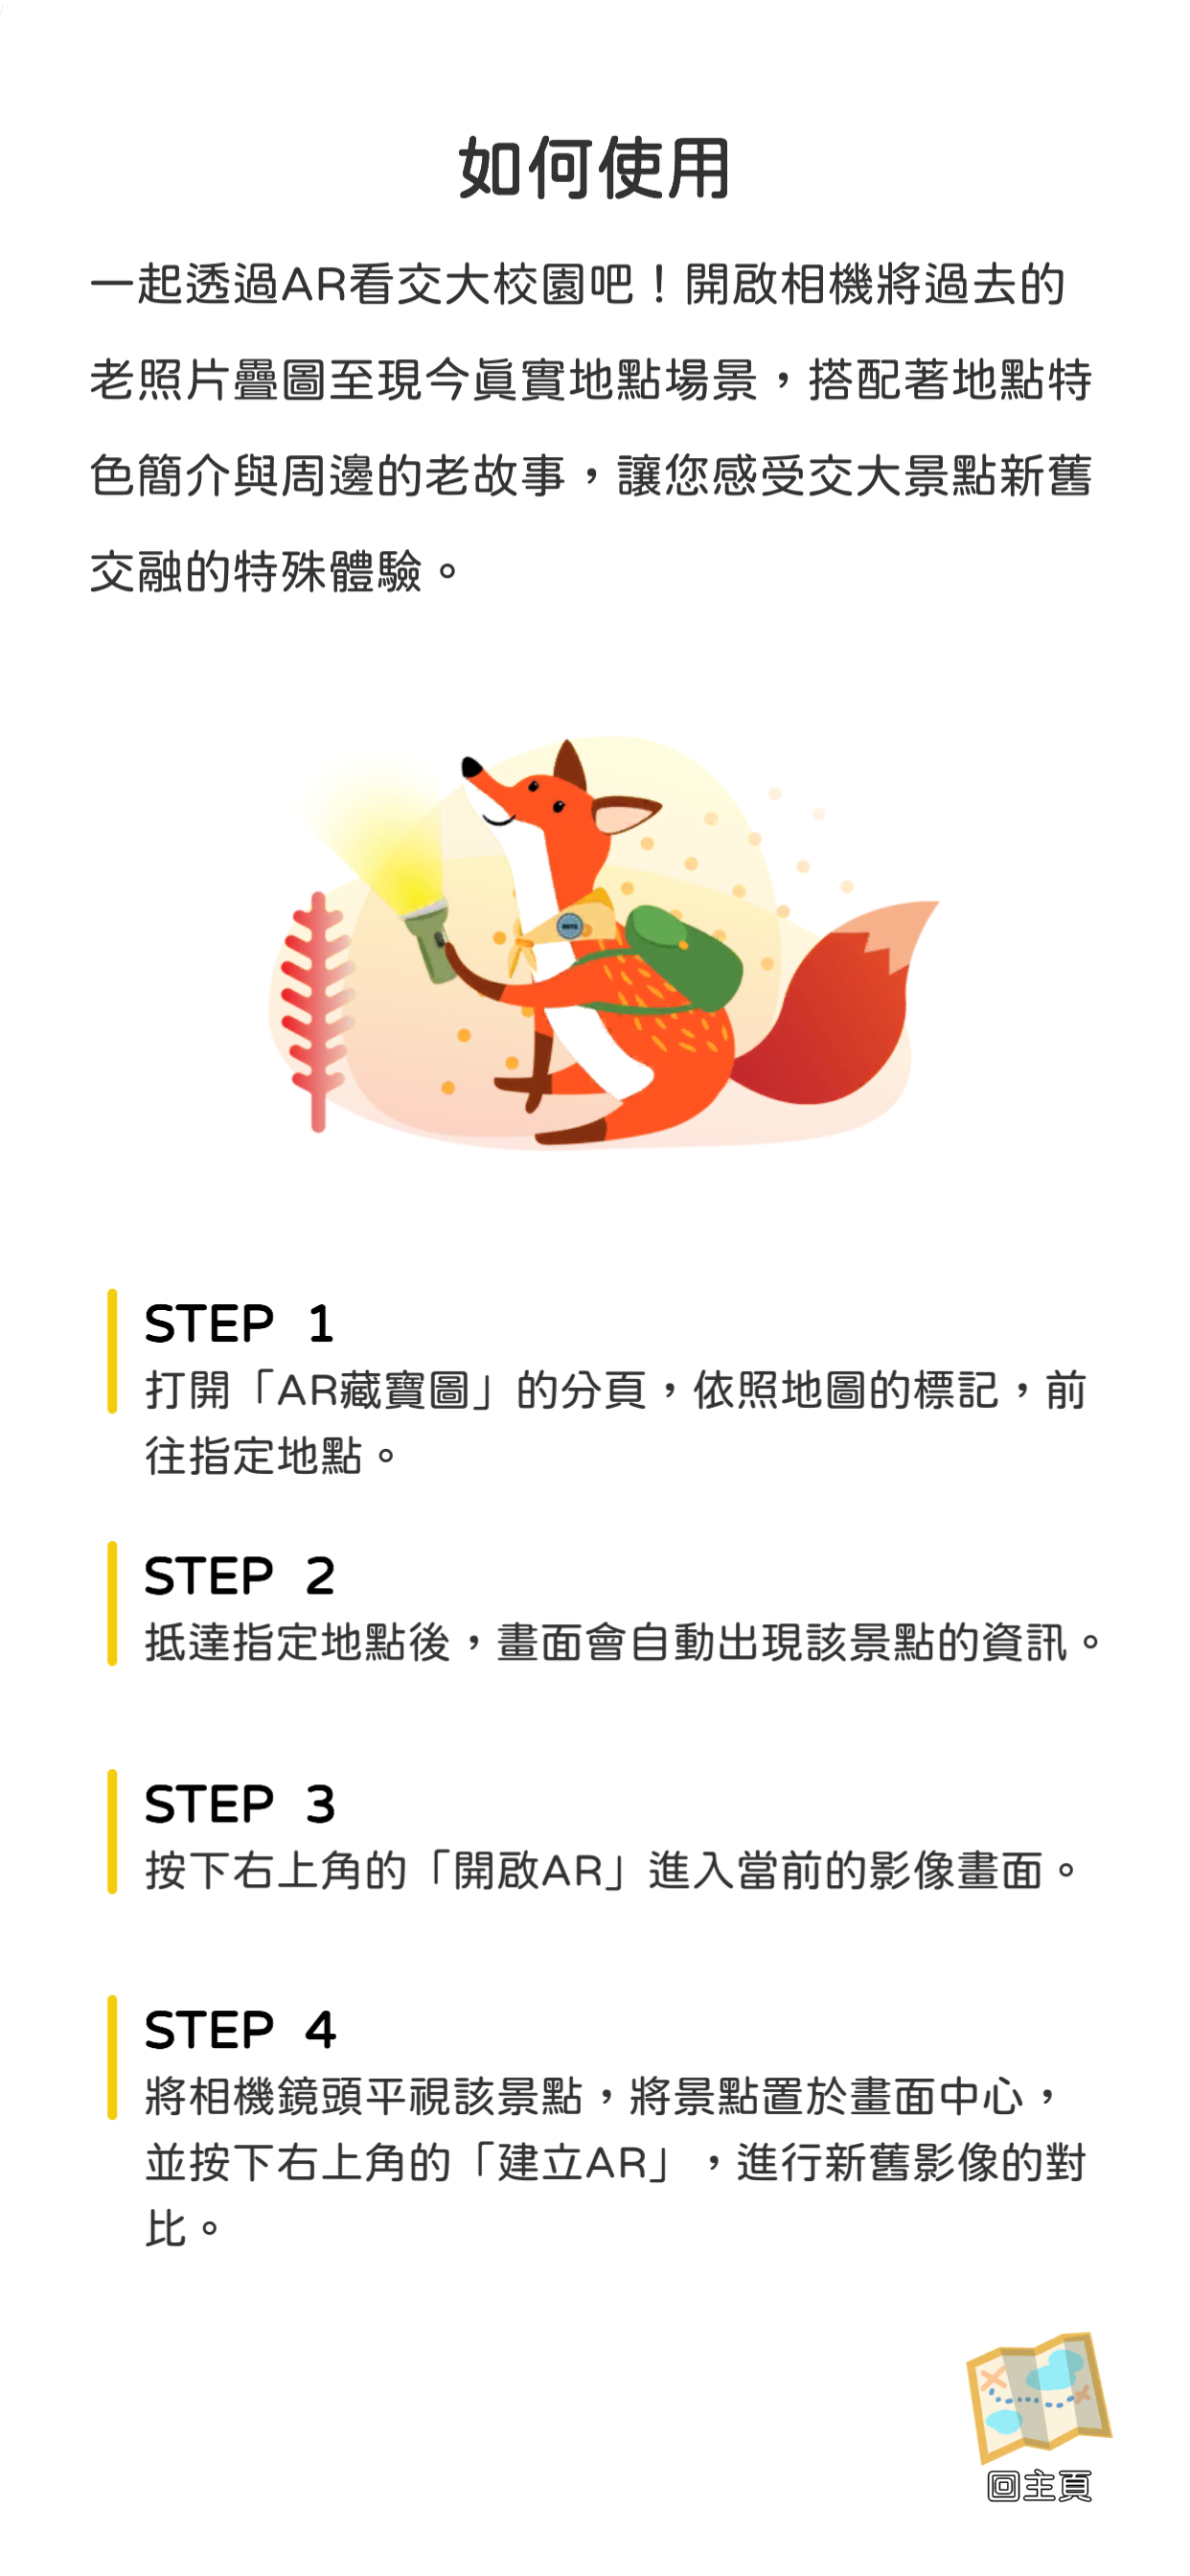 如何使用
一起透過AR看交大校園吧！開啟相機將過去的
老照片疊圖至現今真實地點場景，搭配著地點特
色簡介與周邊的老故事，讓您感受交大景點新舊
交融的特殊體驗。
STEP 1
打開「AR藏寶圖」的分頁，依照地圖的標記，前
往指定地點。
STEP 2
抵達指定地點後，畫面會自動出現該景點的資訊。
STEP 3
按下右上角的「開啟AR」進入當前的影像畫面。
STEP 4
將相機鏡頭平視該景點，將景點置於畫面中心，
並按下右上角的「建立AR」，進行新舊影像的對
比。
回主頁